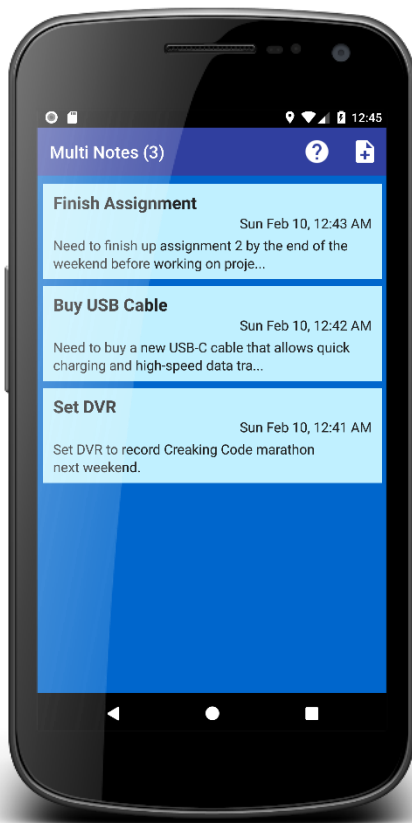 12:45
Multi Notes (3)
Finish Assignment
Sun Feb 10, 12:43 AM
Need to finish up assignment 2 by the end of the
weekend before working on proje...
Buy USB Cable
Sun Feb 10, 12:42 AM
Need to buy a new USB-C cable that allows quick
charging and high-speed data tra...
Set DVR
Sun Feb 10, 12:41 AM
Set DVR to record Creaking Code marathon
next weekend.